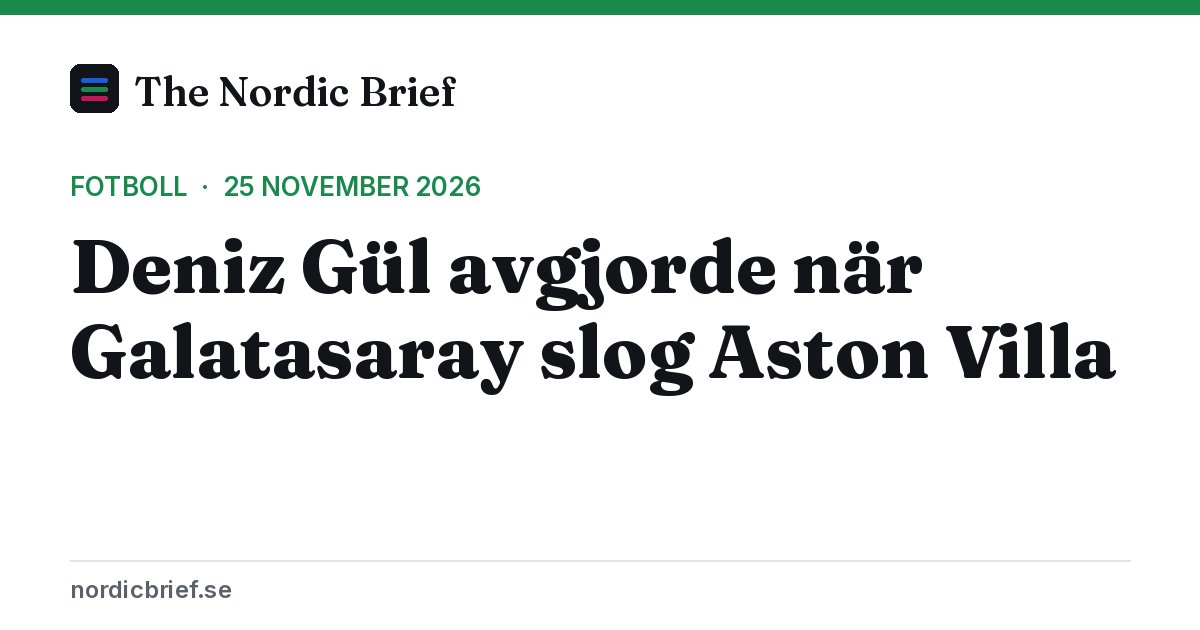 The Nordic Brief
FOTBOLL · 25 NOVEMBER 2026
Deniz Gül avgjorde när
Galatasaray slog Aston Villa
nordicbrief.se